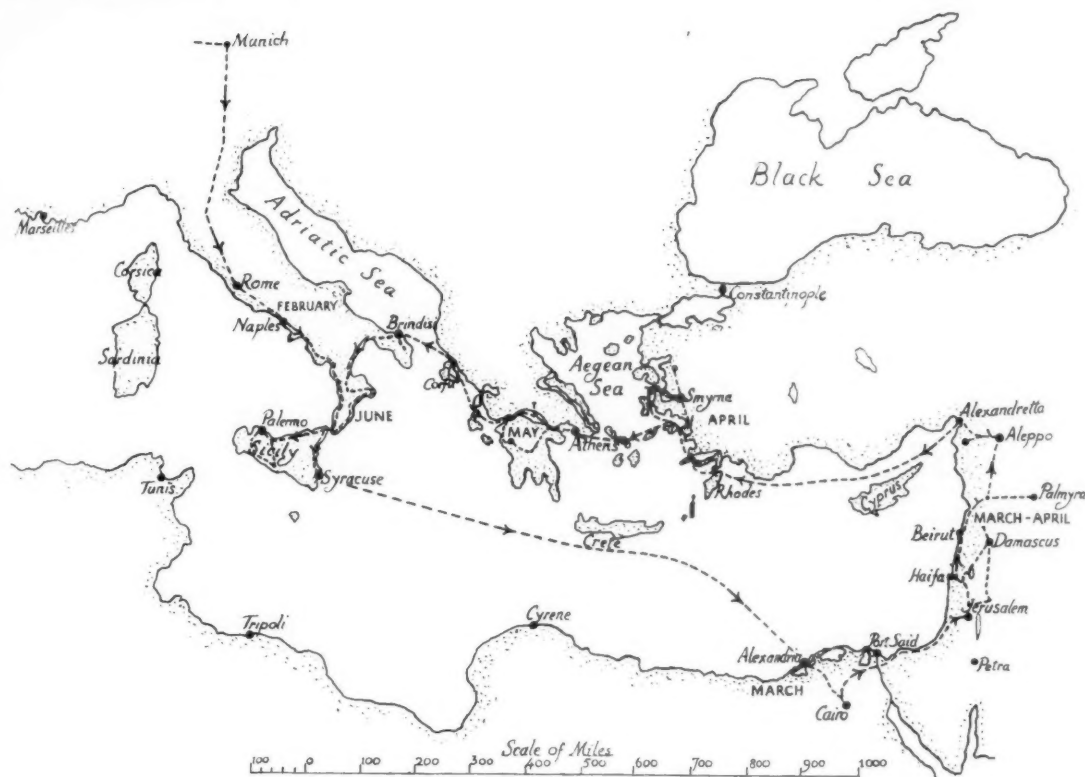 Munich
Black Sea
Adriatic Sea
Marseilles
Corsica
Rome
FEBRUARY
Naples
Brindisi
Constantinople
Sardinia
Aegean
Sea
Corfu
Smyrna
APRIL
JUNE
Palermo
Sicily
MAY
Athens
Alexandretta
Aleppo
Tunis
Syracuse
Rhodes
Cyprus
Palmyra
MARCH-APRIL
Crete
Beirut
Damascus
Haifa
Jerusalem
Tripoli
Cyrene
Port Said
Alexandria
MARCH
Petra
Cairo
Scale of Miles
100 0 100 200 300 400 500 600 700 800 900 1000